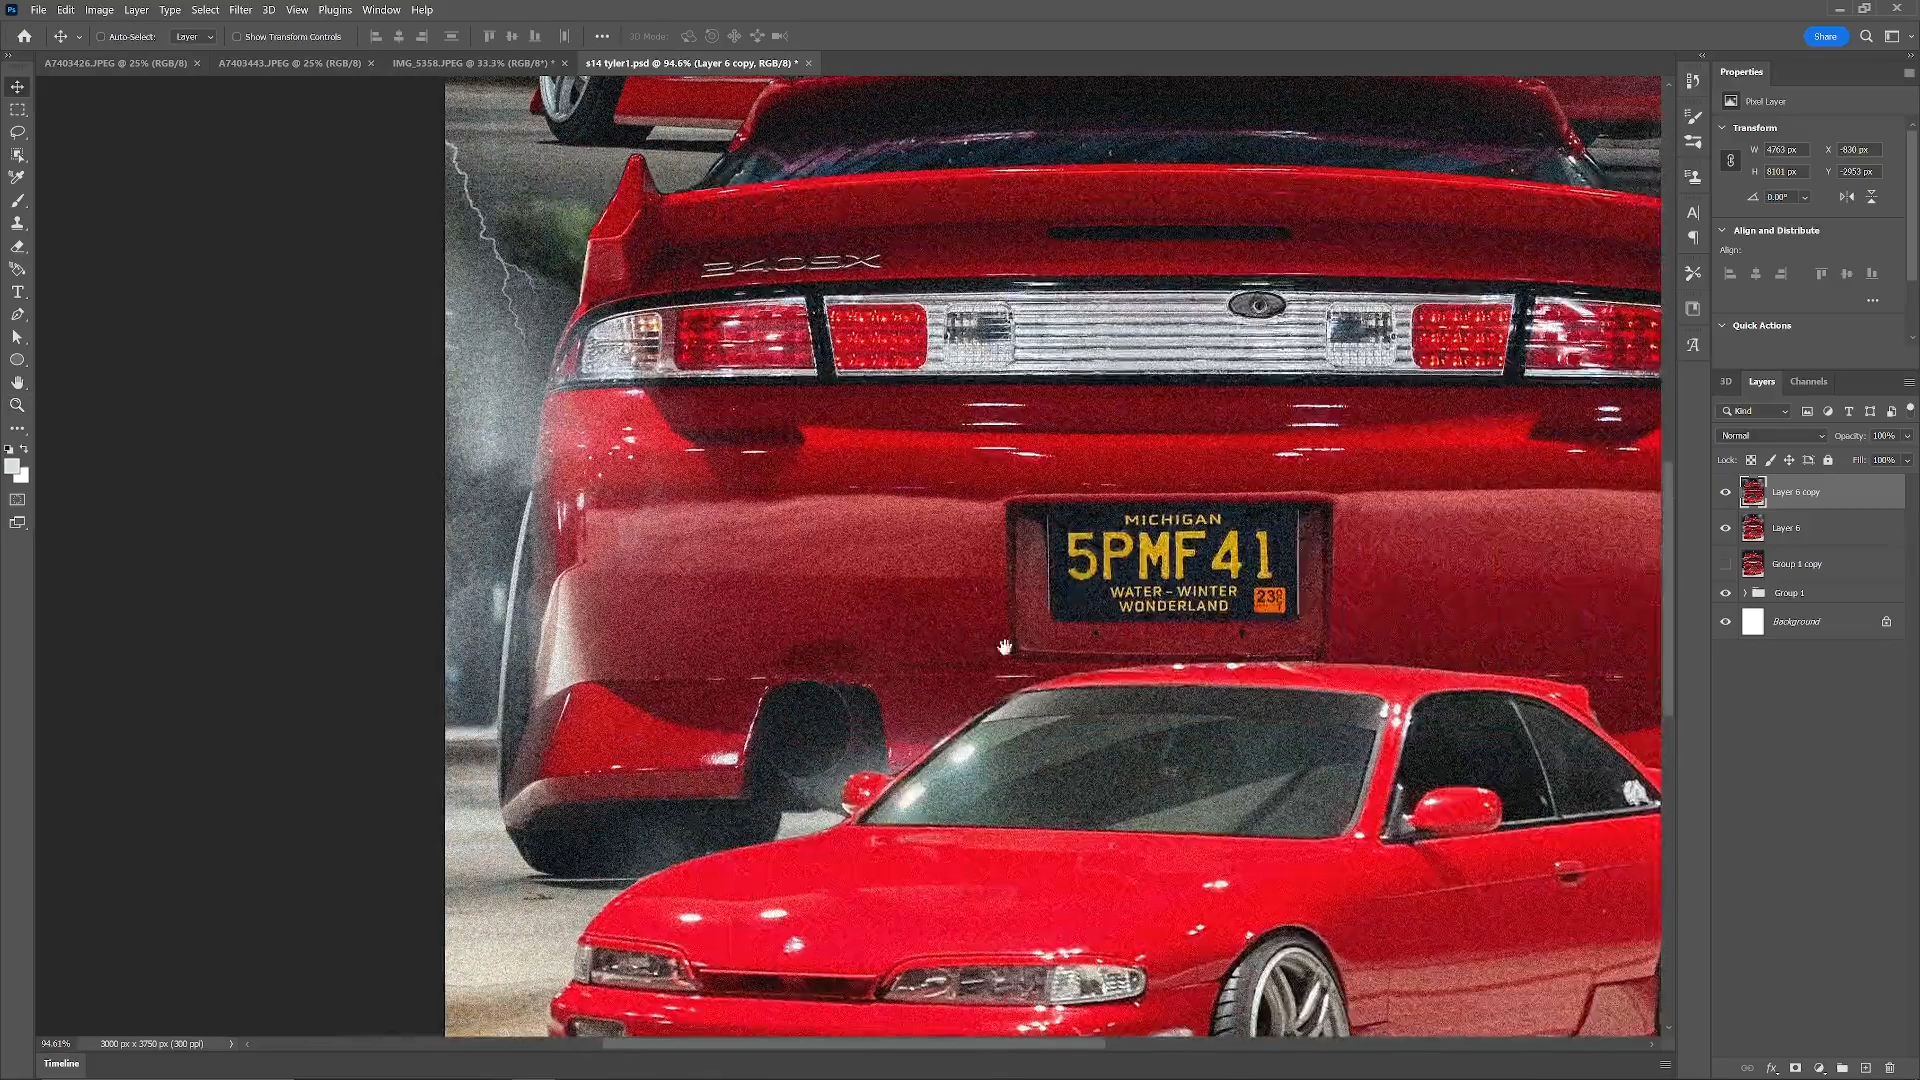 Ps File Edit Image Layer Type Select Filter 3D View Plugins Window Help
Auto-Select: Layer Show Transform Controls 3D Mode: Share
A7403426.JPEG @ 25% (RGB/8) × A7403443.JPEG @ 25% (RGB/8) × IMG_5358.JPEG @ 33.3% (RGB/8*) * × s14 tyler1.psd @ 94.6% (Layer 6 copy, RGB/8) * ×
Properties
Pixel Layer
Transform
W 4763 px X -830 px
H 8101 px Y -2953 px
0.00°
Align and Distribute
Align:
Quick Actions
3D Layers Channels
Kind
Normal Opacity: 100%
Lock: Fill: 100%
Layer 6 copy
Layer 6
Group 1 copy
Group 1
Background
240SX
MICHIGAN
5PMF41
WATER-WINTER
WONDERLAND
23
94.61% 3000 px x 3750 px (300 ppi)
Timeline